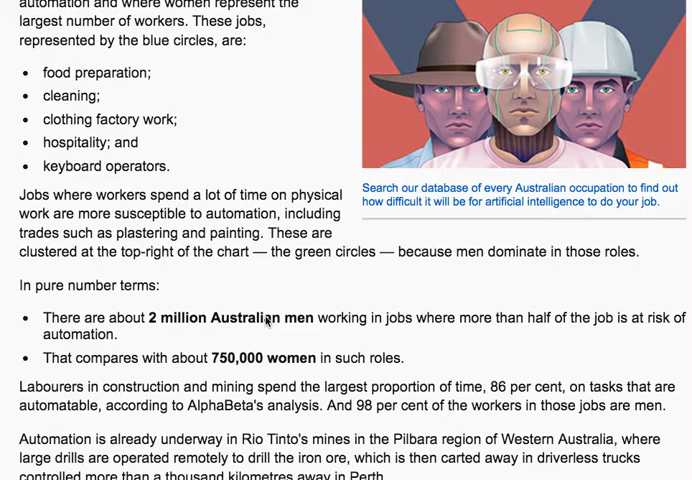 automation and where women represent the
largest number of workers. These jobs,
represented by the blue circles, are:
• food preparation;
• cleaning;
• clothing factory work;
• hospitality; and
• keyboard operators.
Search our database of every Australian occupation to find out
how difficult it will be for artificial intelligence to do your job.
Jobs where workers spend a lot of time on physical
work are more susceptible to automation, including
trades such as plastering and painting. These are
clustered at the top-right of the chart — the green circles — because men dominate in those roles.
In pure number terms:
• There are about 2 million Australian men working in jobs where more than half of the job is at risk of
automation.
• That compares with about 750,000 women in such roles.
Labourers in construction and mining spend the largest proportion of time, 86 per cent, on tasks that are
automatable, according to AlphaBeta's analysis. And 98 per cent of the workers in those jobs are men.
Automation is already underway in Rio Tinto's mines in the Pilbara region of Western Australia, where
large drills are operated remotely to drill the iron ore, which is then carted away in driverless trucks
controlled more than a thousand kilometres away in Perth.